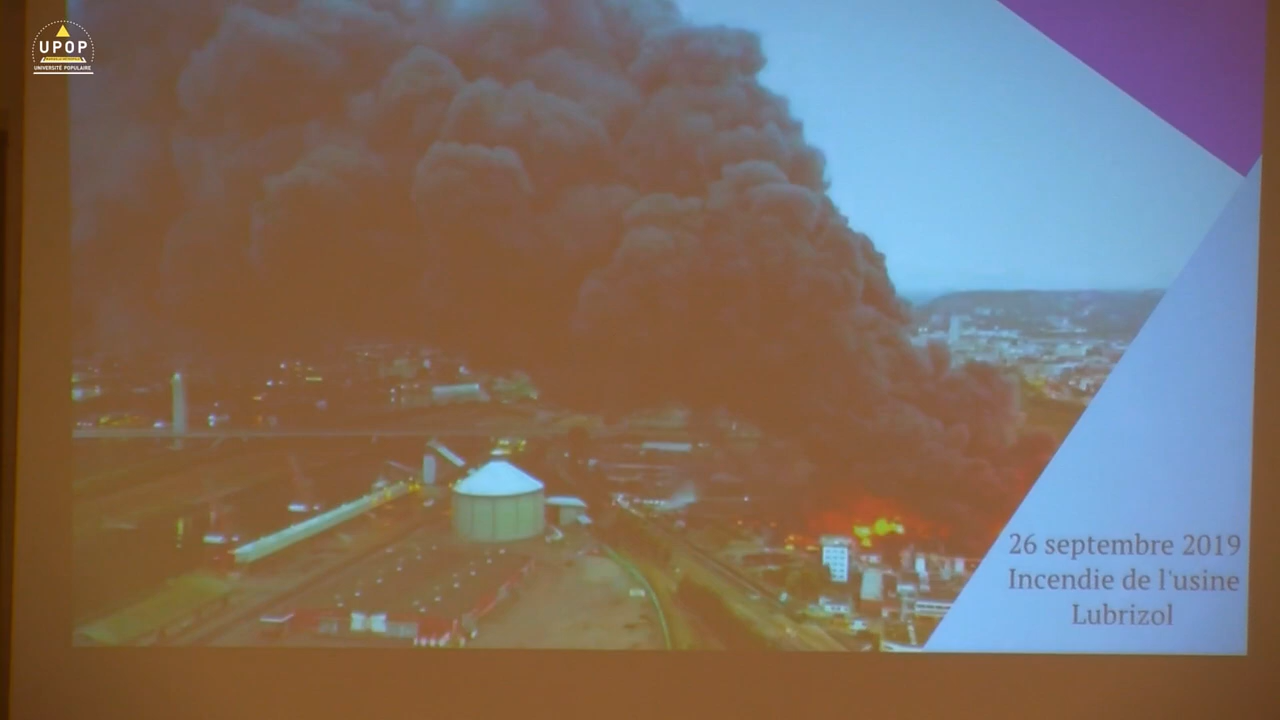 UPOP
UNIVERSITÉ POPULAIRE
26 septembre 2019
Incendie de l'usine
Lubrizol